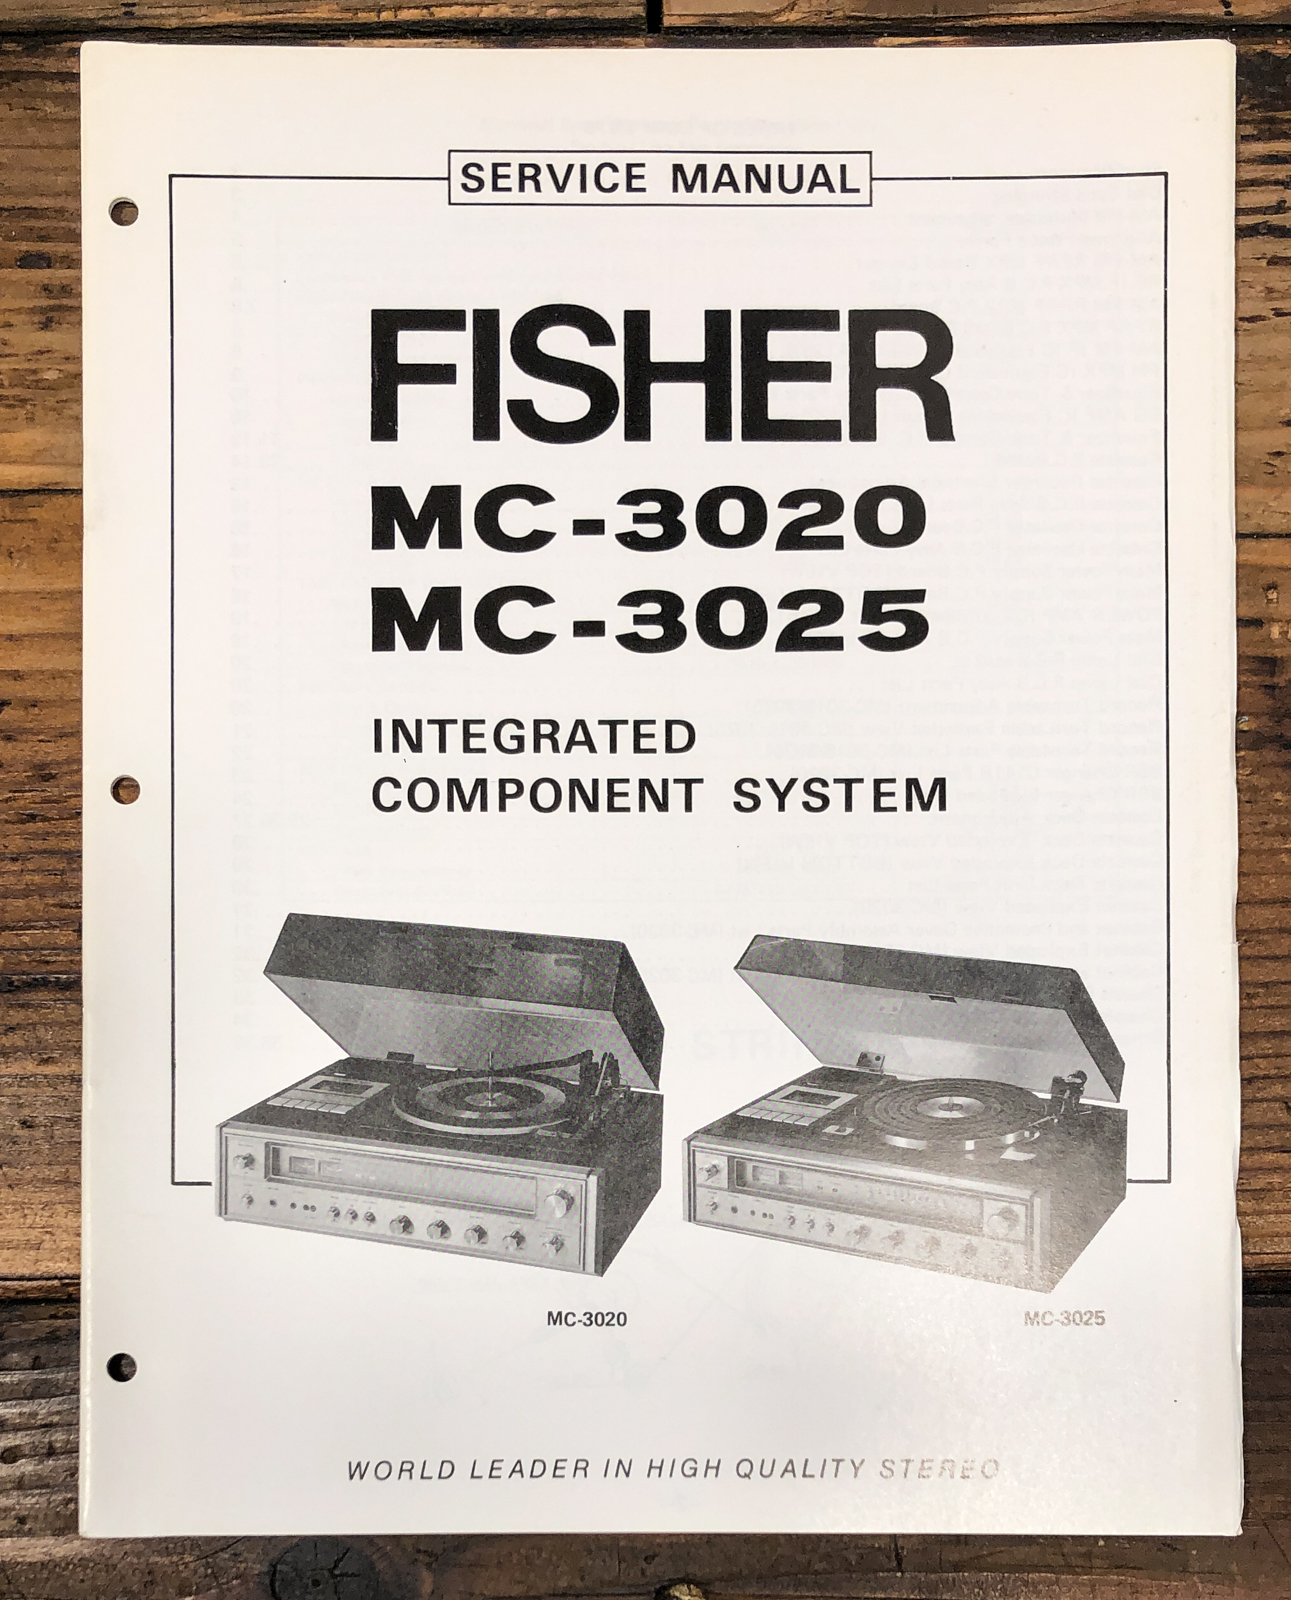 SERVICE MANUAL
FISHER
MC-3020
MC-3025
INTEGRATED
COMPONENT SYSTEM
MC-3020
MC-3025
WORLD LEADER IN HIGH QUALITY STEREO